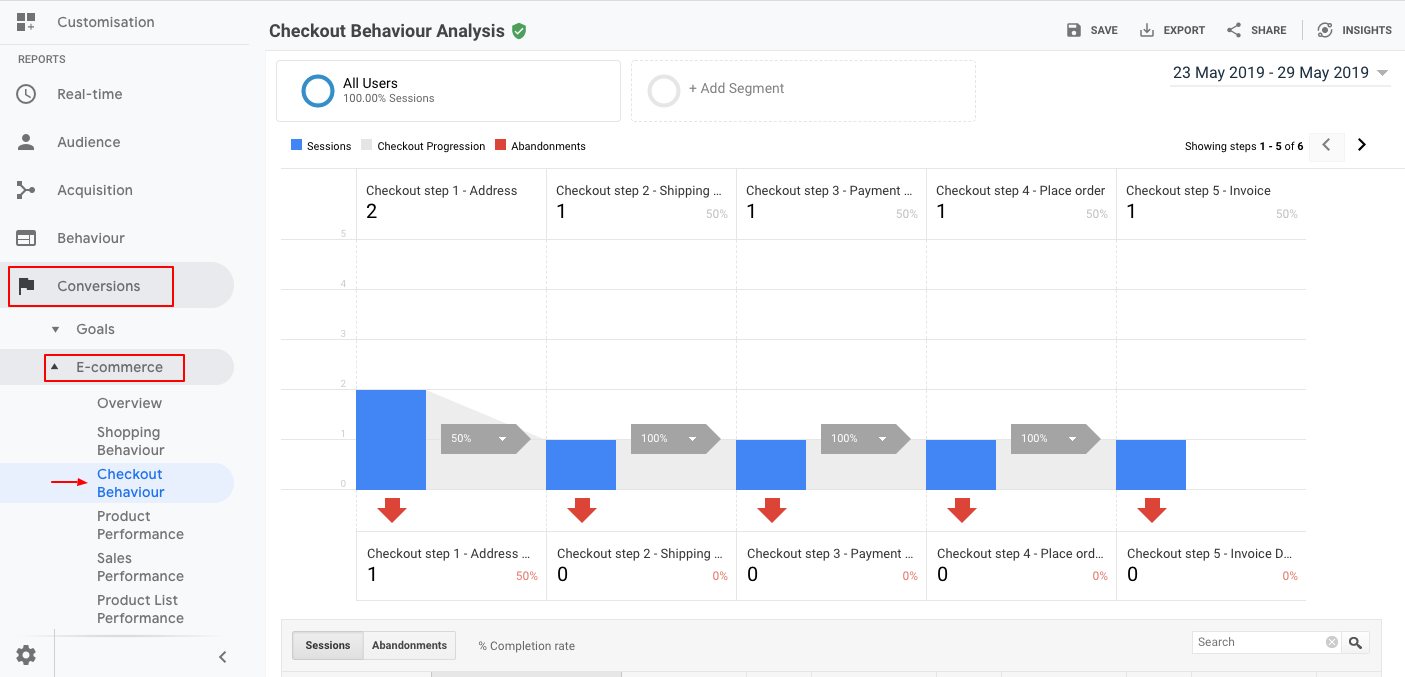 Customisation
REPORTS
Real-time
Audience
Acquisition
Behaviour
Conversions
Goals
E-commerce
Overview
Shopping
Behaviour
Checkout
Behaviour
Product
Performance
Sales
Performance
Product List
Performance
Checkout Behaviour Analysis
SAVE EXPORT SHARE INSIGHTS
All Users
100.00% Sessions
+ Add Segment
23 May 2019 - 29 May 2019
Sessions Checkout Progression Abandonments
Showing steps 1 - 5 of 6
Checkout step 1 - Address Checkout step 2 - Shipping ... Checkout step 3 - Payment ... Checkout step 4 - Place order Checkout step 5 - Invoice
2 1 50% 1 50% 1 50% 1 50%
5
4
3
2
1
50% 100% 100% 100%
0
Checkout step 1 - Address ... Checkout step 2 - Shipping ... Checkout step 3 - Payment ... Checkout step 4 - Place ord... Checkout step 5 - Invoice D...
1 50% 0 0% 0 0% 0 0% 0 0%
Sessions Abandonments % Completion rate Search